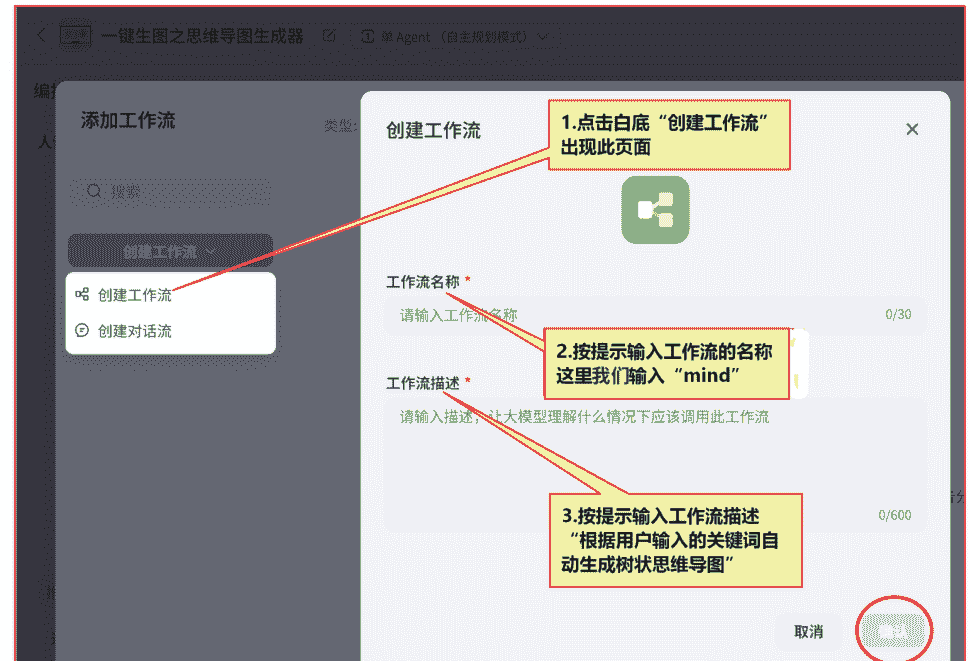 一键生图之思维导图生成器
单 Agent （自主规划模式）
编
添加工作流
类型:
搜索
创建工作流
创建工作流
创建对话流
创建工作流
1.点击白底“创建工作流”
出现此页面
工作流名称 *
请输入工作流名称
0/30
2.按提示输入工作流的名称
这里我们输入“mind”
工作流描述 *
请输入描述，让大模型理解什么情况下应该调用此工作流
0/600
3.按提示输入工作流描述
“根据用户输入的关键词自
动生成树状思维导图”
取消